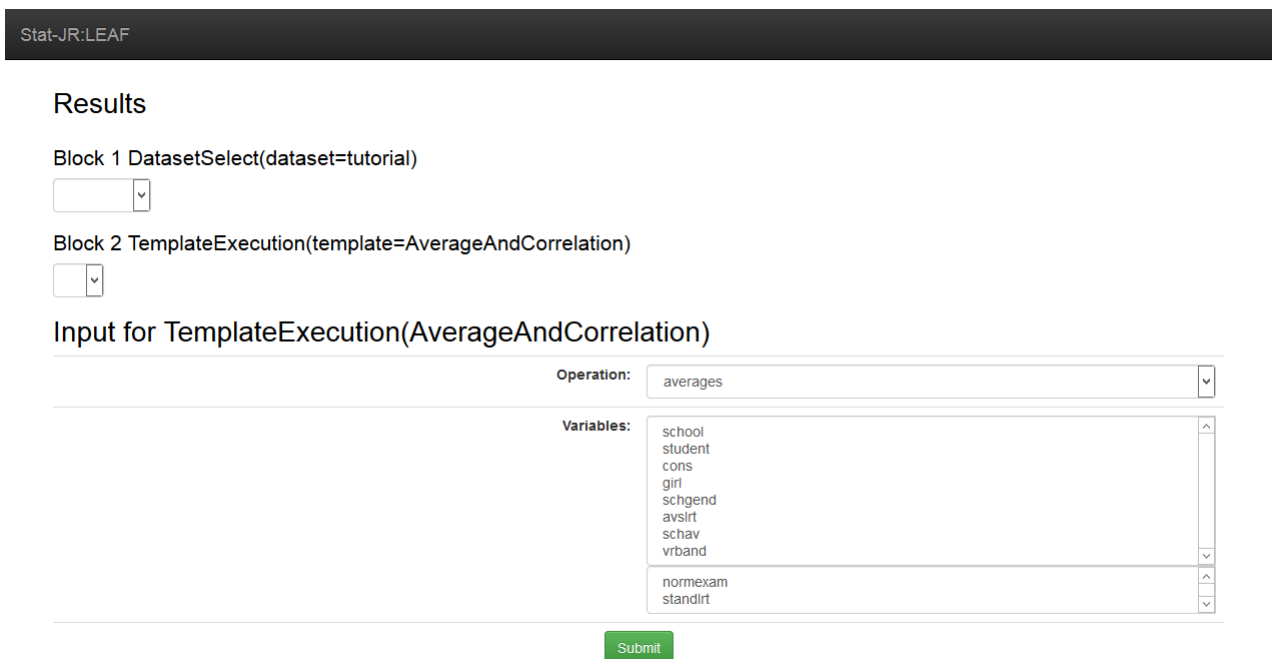 Stat-JR:LEAF
Results
Block 1 DatasetSelect(dataset=tutorial)
Block 2 TemplateExecution(template=AverageAndCorrelation)
Input for TemplateExecution(AverageAndCorrelation)
Operation:
averages
Variables:
school
student
cons
girl
schgend
avslrt
schav
vrband
normexam
standlrt
Submit